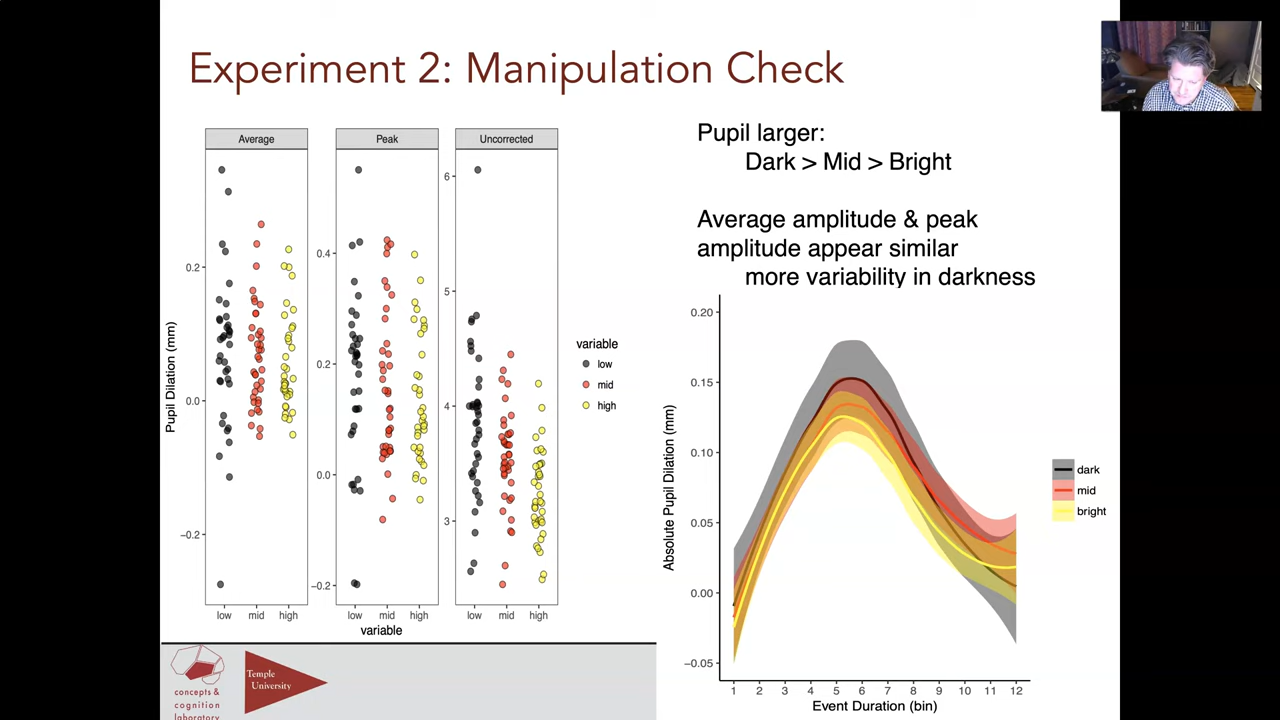 Experiment 2: Manipulation Check
Average
Peak
Uncorrected
Pupil Dilation (mm)
0.2
0.0
−0.2
0.4
0.2
0.0
−0.2
6
5
4
3
low mid high
low mid high
low mid high
variable
variable
low
mid
high
Pupil larger:
Dark > Mid > Bright
Average amplitude & peak
amplitude appear similar
more variability in darkness
Absolute Pupil Dilation (mm)
0.20
0.15
0.10
0.05
0.00
−0.05
1 2 3 4 5 6 7 8 9 10 11 12
Event Duration (bin)
dark
mid
bright
concepts &
cognition
laboratory
Temple
University